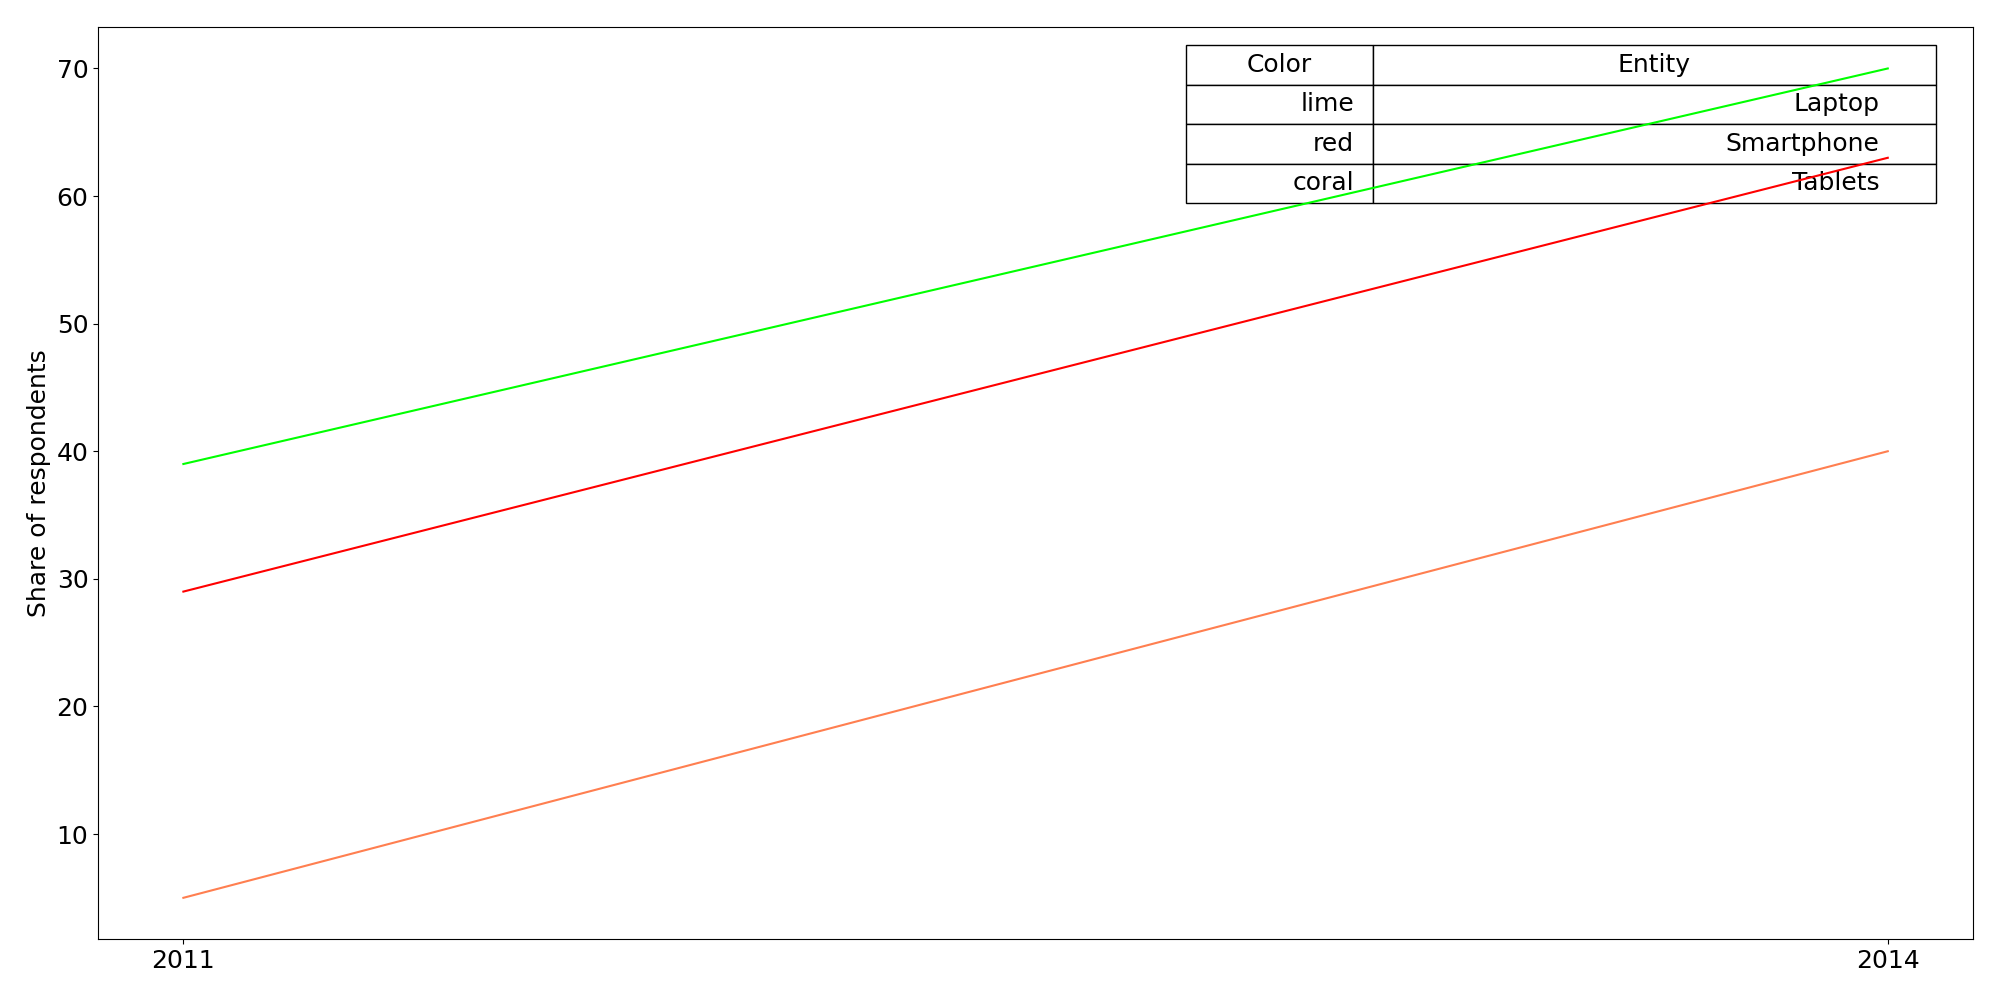 Share of respondents
70
60
50
40
30
20
10
2011
2014
Color Entity
lime Laptop
red Smartphone
coral Tablets